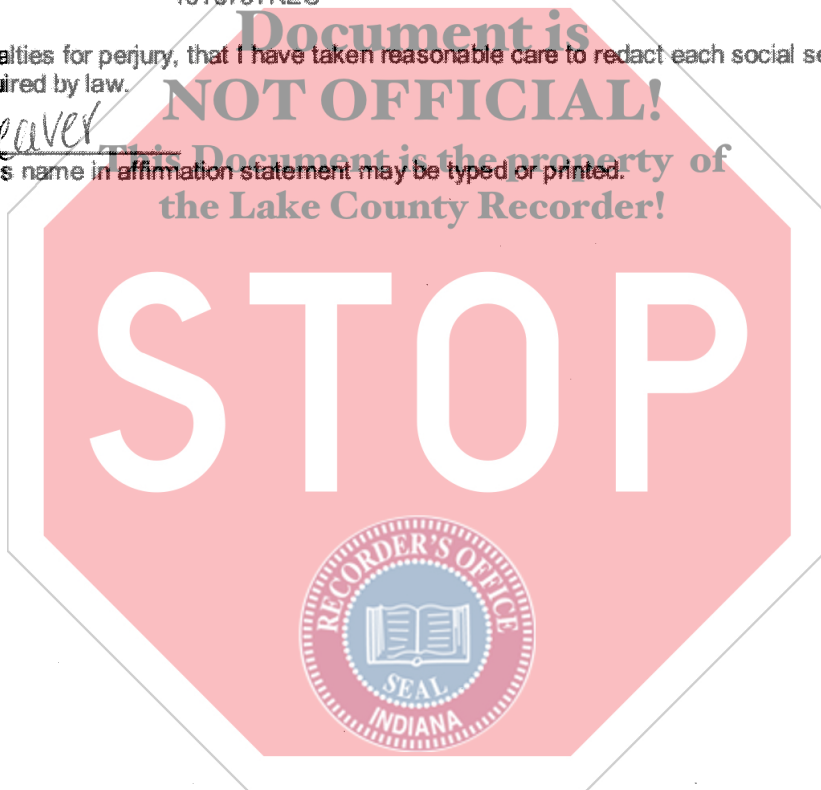 Document is
alties for perjury, that I have taken reasonable care to redact each social se
ired by law.
NOT OFFICIAL!
eaver
This Document is the property of
s name in affirmation statement may be typed or printed.
the Lake County Recorder!
STOP
RECORDER'S OFFICE
SEAL
INDIANA